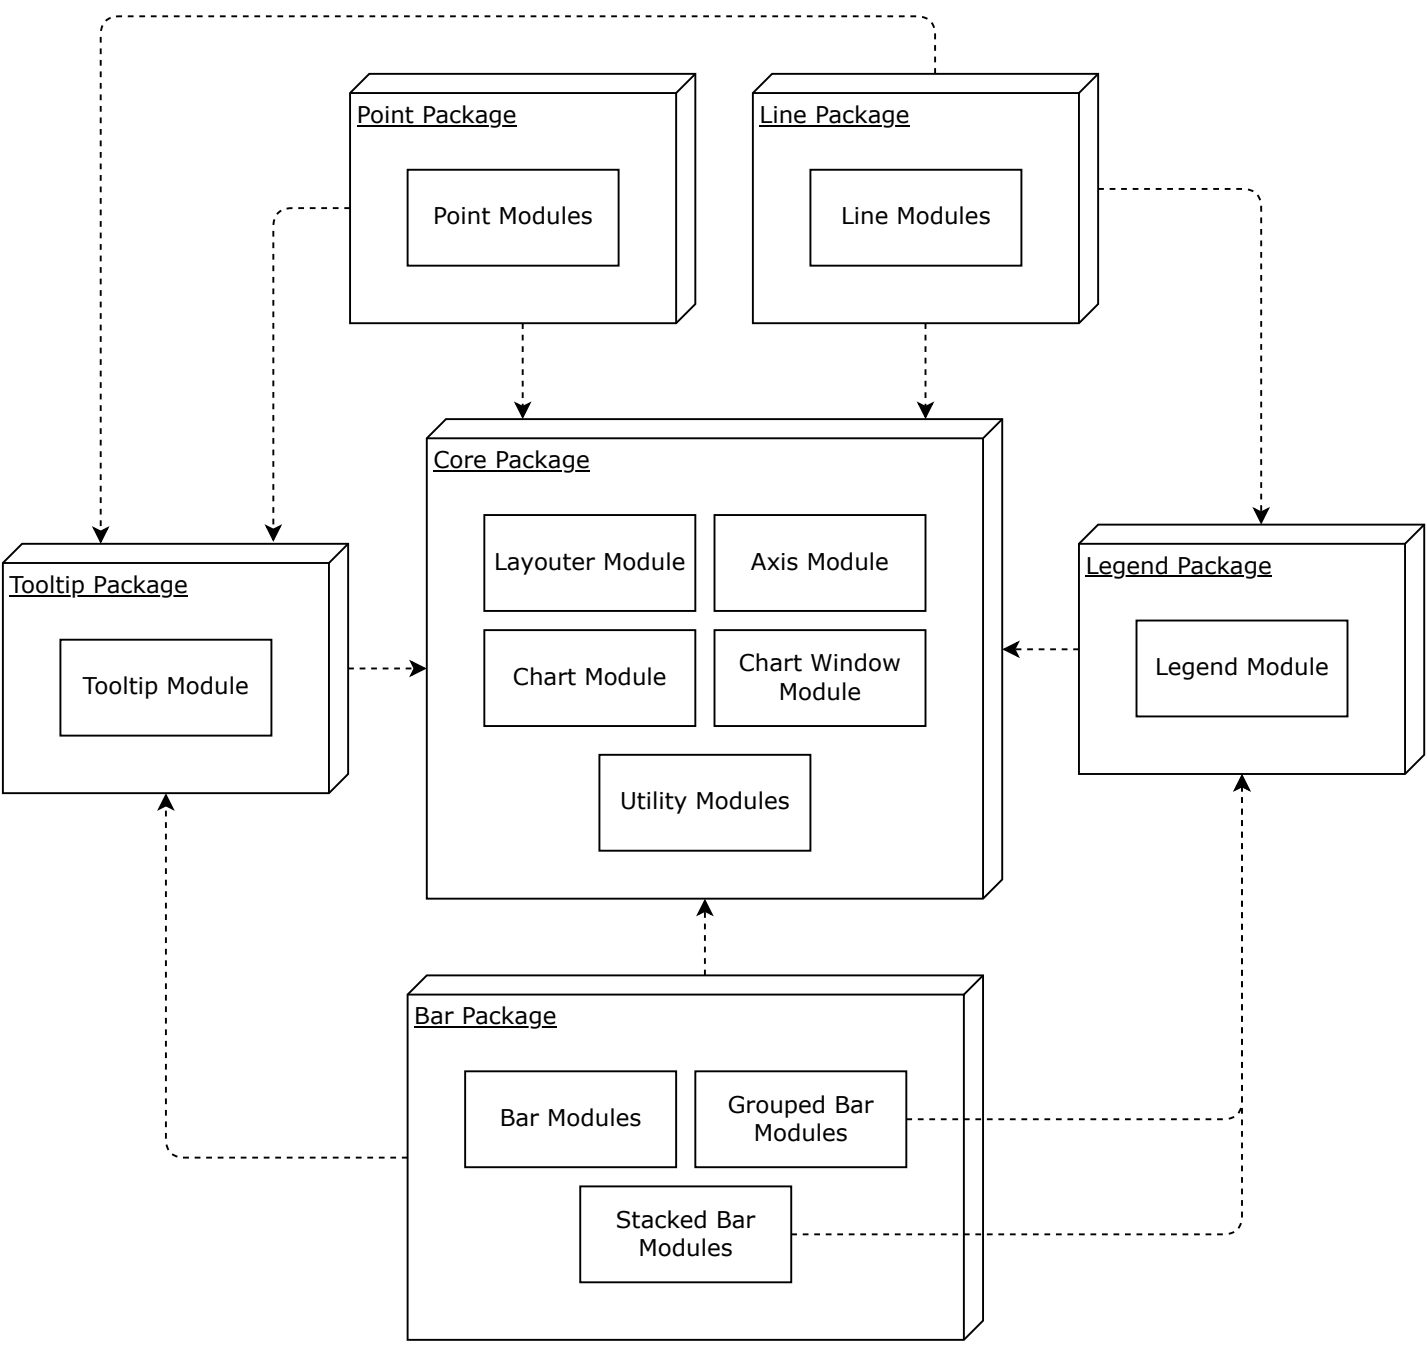 Point Package
Line Package
Point Modules
Line Modules
Core Package
Layouter Module
Axis Module
Tooltip Package
Legend Package
Chart Module
Chart Window
Module
Tooltip Module
Legend Module
Utility Modules
Bar Package
Bar Modules
Grouped Bar
Modules
Stacked Bar
Modules